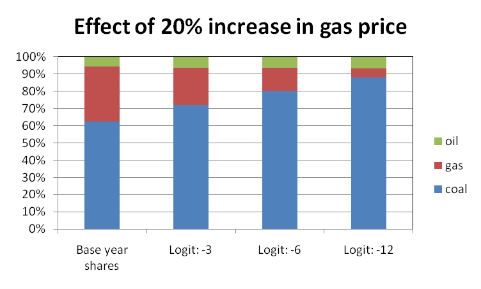 Effect of 20% increase in gas price
100%
90%
80%
70%
60%
50%
40%
30%
20%
10%
0%
oil
gas
coal
Base year
shares
Logit: -3
Logit: -6
Logit: -12